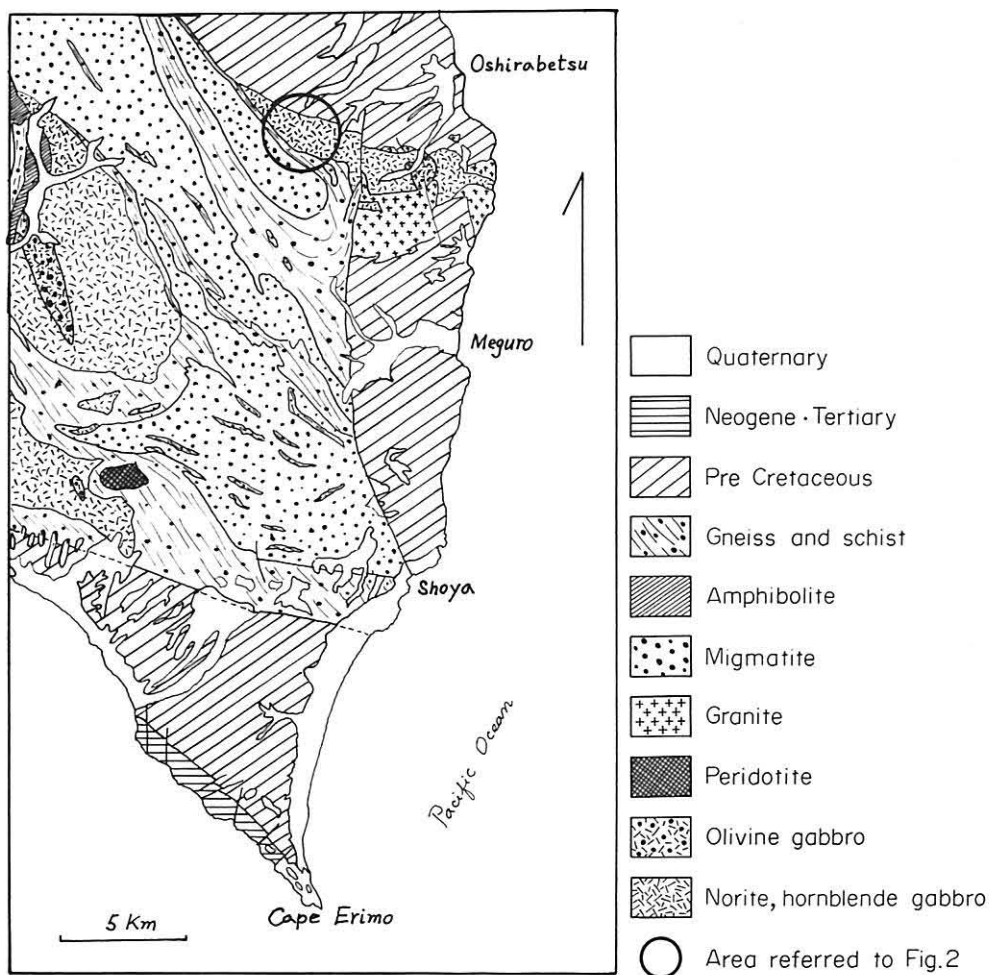 Oshirabetsu
Meguro
Shoya
Pacific Ocean
Cape Erimo
5 Km
Quaternary
Neogene · Tertiary
Pre Cretaceous
Gneiss and schist
Amphibolite
Migmatite
Granite
Peridotite
Olivine gabbro
Norite, hornblende gabbro
Area referred to Fig.2